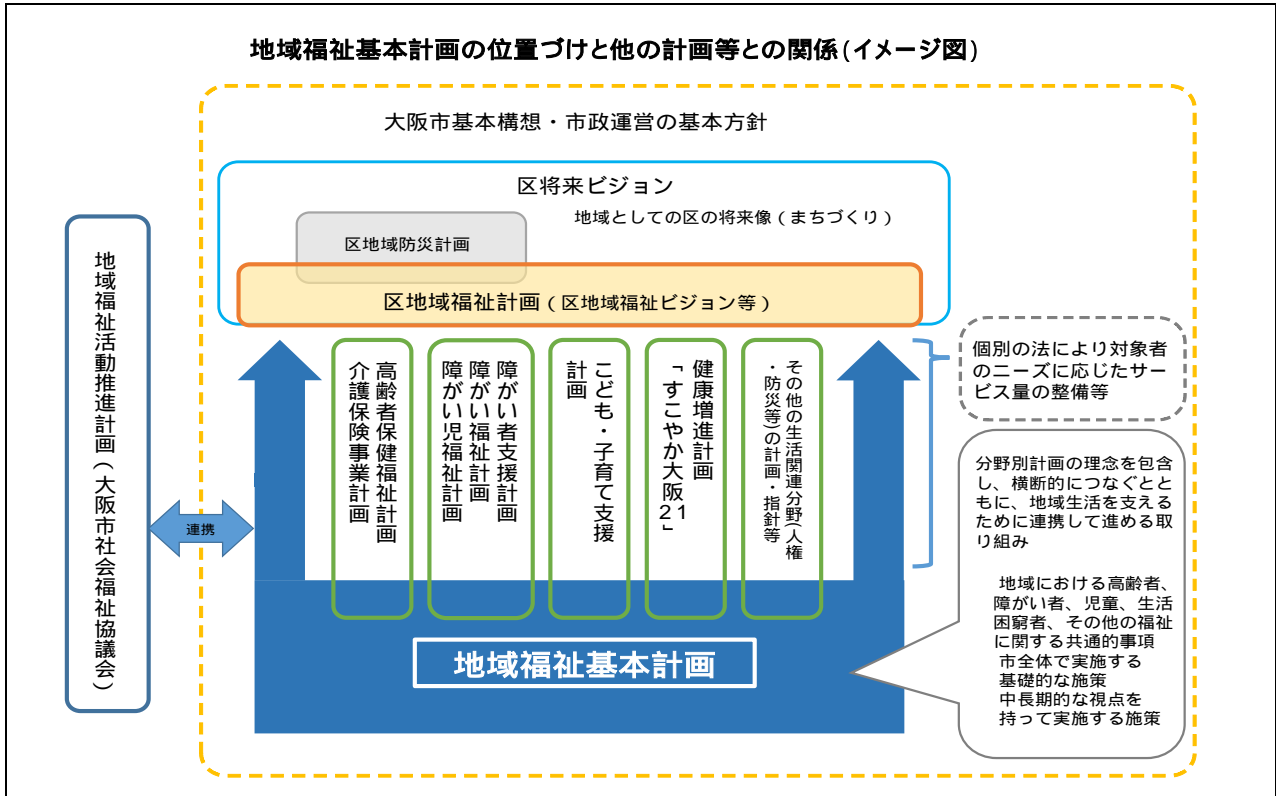 地域福祉基本計画の位置づけと他の計画等との関係(イメージ図)
大阪市基本構想・市政運営の基本方針
区将来ビジョン
地域としての区の将来像(まちづくり)
区地域防災計画
区地域福祉計画(区地域福祉ビジョン等)
地域福祉活動推進計画(大阪市社会福祉協議会)
連携
高齢者保健福祉計画
介護保険事業計画
障がい者支援計画
障がい福祉計画
障がい児福祉計画
こども・子育て支援
計画
健康増進計画
「すこやか大阪21」
その他の生活関連分野(人権
・防災等)の計画・指針等
個別の法により対象者
のニーズに応じたサー
ビス量の整備等
分野別計画の理念を包含
し、横断的につなぐとと
もに、地域生活を支える
ために連携して進める取
り組み
地域における高齢者、
障がい者、児童、生活
困窮者、その他の福祉
に関する共通的事項
市全体で実施する
基礎的な施策
中長期的な視点を
持って実施する施策
地域福祉基本計画